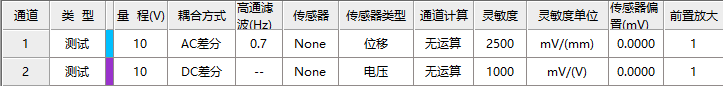 通道 类 型 量 程(V) 耦合方式 高通滤波(Hz) 传感器 传感器类型 通道计算 灵敏度 灵敏度单位 传感器偏置(mV) 前置放大
1 测试 10 AC差分 0.7 None 位移 无运算 2500 mV/(mm) 0.0000 1
2 测试 10 DC差分 -- None 电压 无运算 1000 mV/(V) 0.0000 1